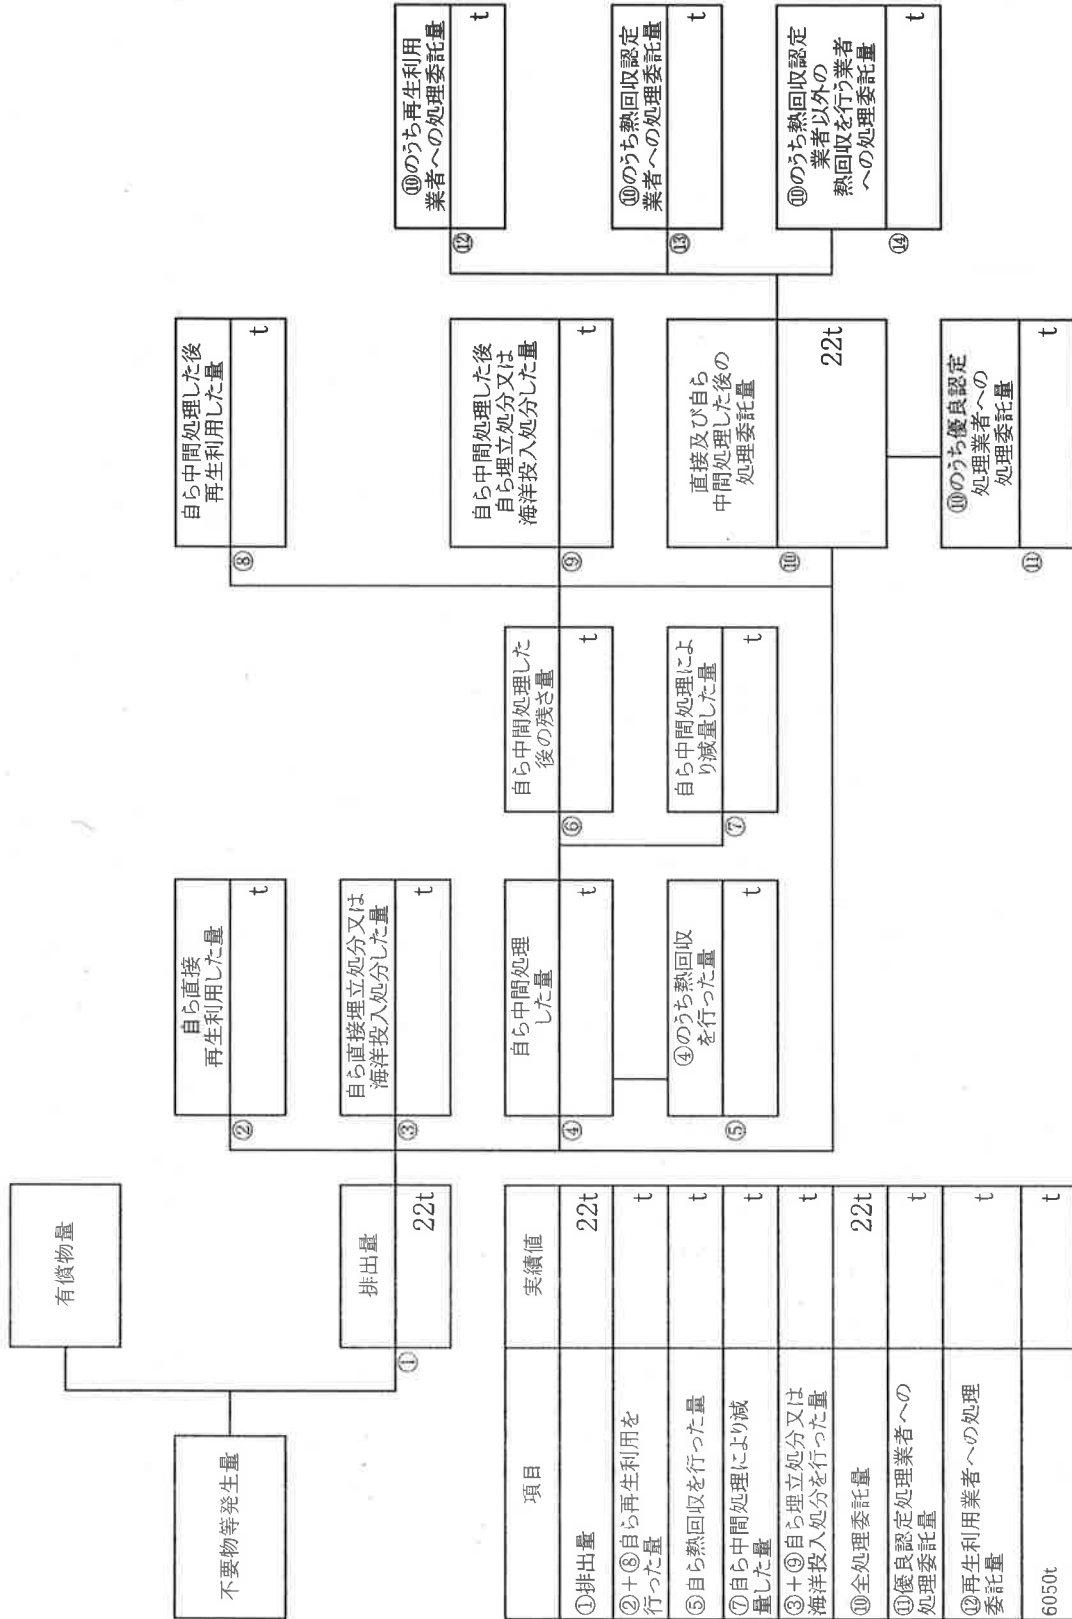 不要物等発生量
有償物量
①
排出量
22t
②
自ら直接
再生利用した量
t
③
自ら直接埋立処分又は
海洋投入処分した量
t
④
自ら中間処理
した量
t
⑤
④のうち熱回収
を行った量
t
⑥
自ら中間処理した
後の残さ量
t
⑦
自ら中間処理によ
り減量した量
t
⑧
自ら中間処理した後
再生利用した量
t
⑨
自ら中間処理した後
自ら埋立処分又は
海洋投入処分した量
t
⑩
直接及び自ら
中間処理した後の
処理委託量
22t
⑪
⑩のうち優良認定
処理業者への
処理委託量
t
⑫
⑩のうち再生利用
業者への処理委託量
t
⑬
⑩のうち熱回収認定
業者への処理委託量
t
⑭
⑩のうち熱回収認定
業者以外の
熱回収を行う業者
への処理委託量
t
項目
実績値
①排出量
22t
②+⑧自ら再生利用を
行った量
t
⑤自ら熱回収を行った量
t
⑦自ら中間処理により減
量した量
t
③+⑨自ら埋立処分又は
海洋投入処分を行った量
t
⑩全処理委託量
22t
⑪優良認定処理業者への
処理委託量
t
⑫再生利用業者への処理
委託量
t
6050t
t